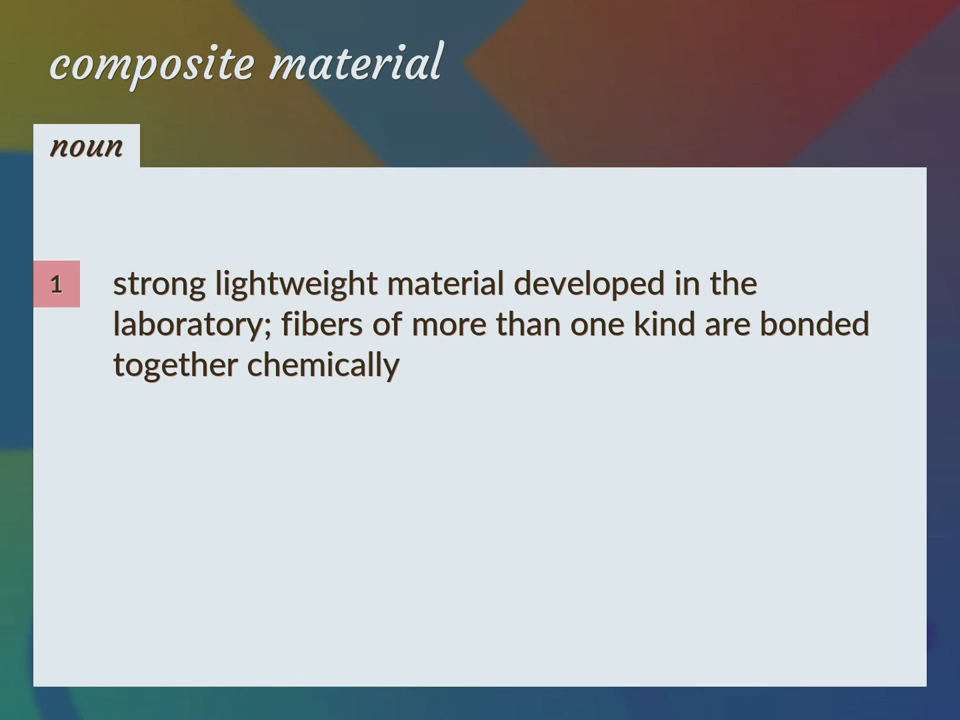 composite material
noun
1
strong lightweight material developed in the
laboratory; fibers of more than one kind are bonded
together chemically